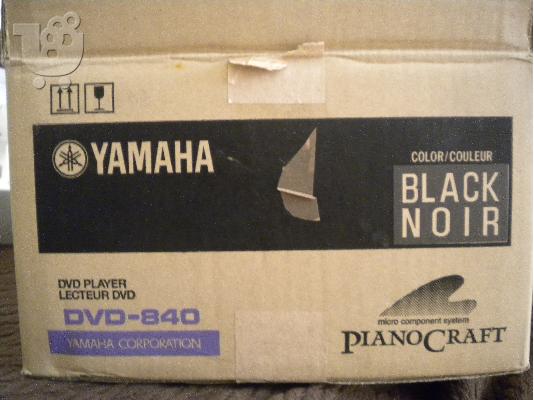 YAMAHA
COLOR/COULEUR
BLACK
NOIR
DVD PLAYER
LECTEUR DVD
DVD-840
YAMAHA CORPORATION
micro component system
PIANOCRAFT